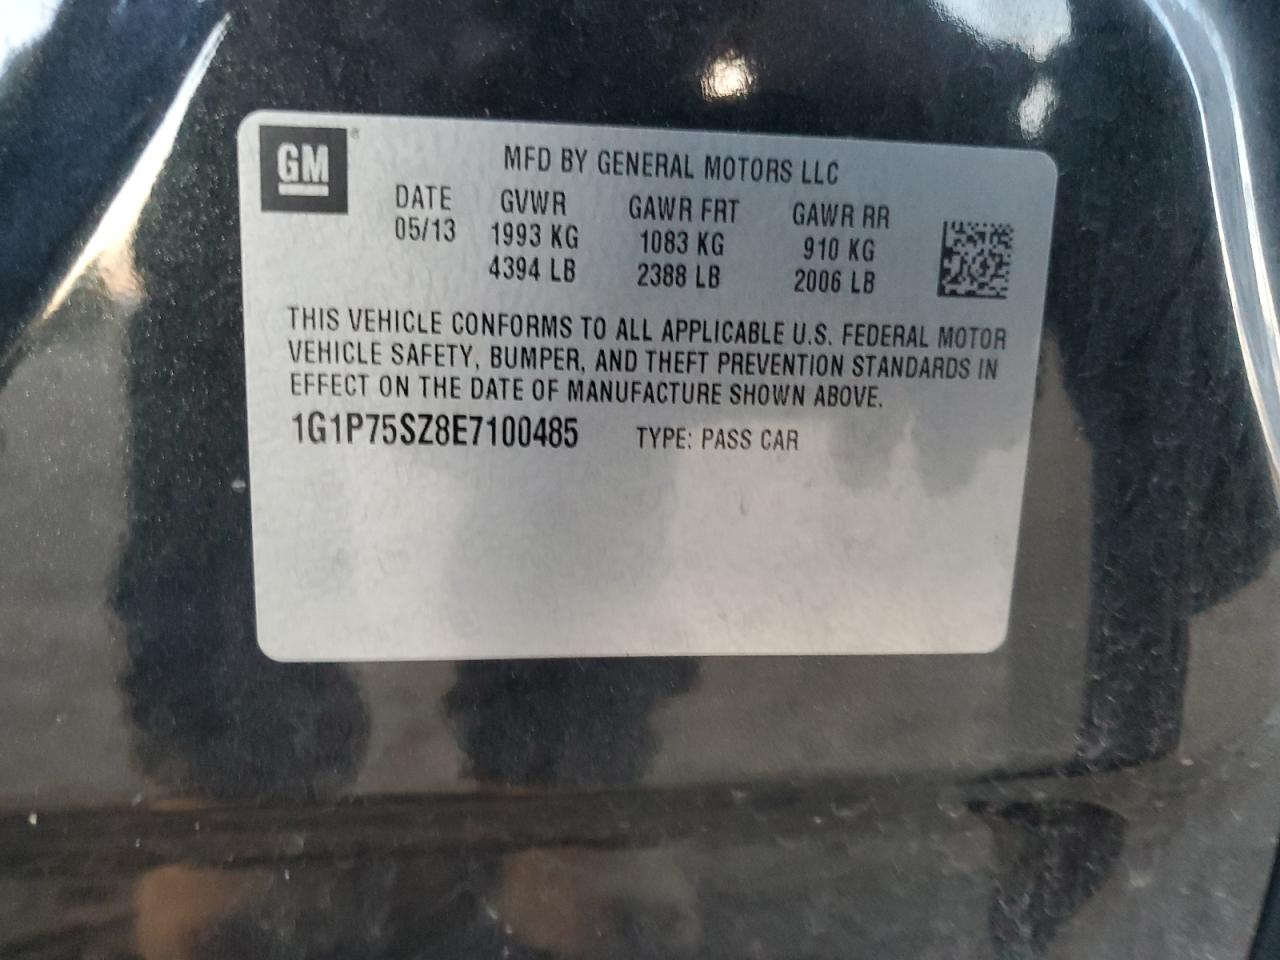 GM ®
MFD BY GENERAL MOTORS LLC
DATE GVWR GAWR FRT GAWR RR
05/13 1993 KG 1083 KG 910 KG
4394 LB 2388 LB 2006 LB
THIS VEHICLE CONFORMS TO ALL APPLICABLE U.S. FEDERAL MOTOR
VEHICLE SAFETY, BUMPER, AND THEFT PREVENTION STANDARDS IN
EFFECT ON THE DATE OF MANUFACTURE SHOWN ABOVE.
1G1P75SZ8E7100485 TYPE: PASS CAR